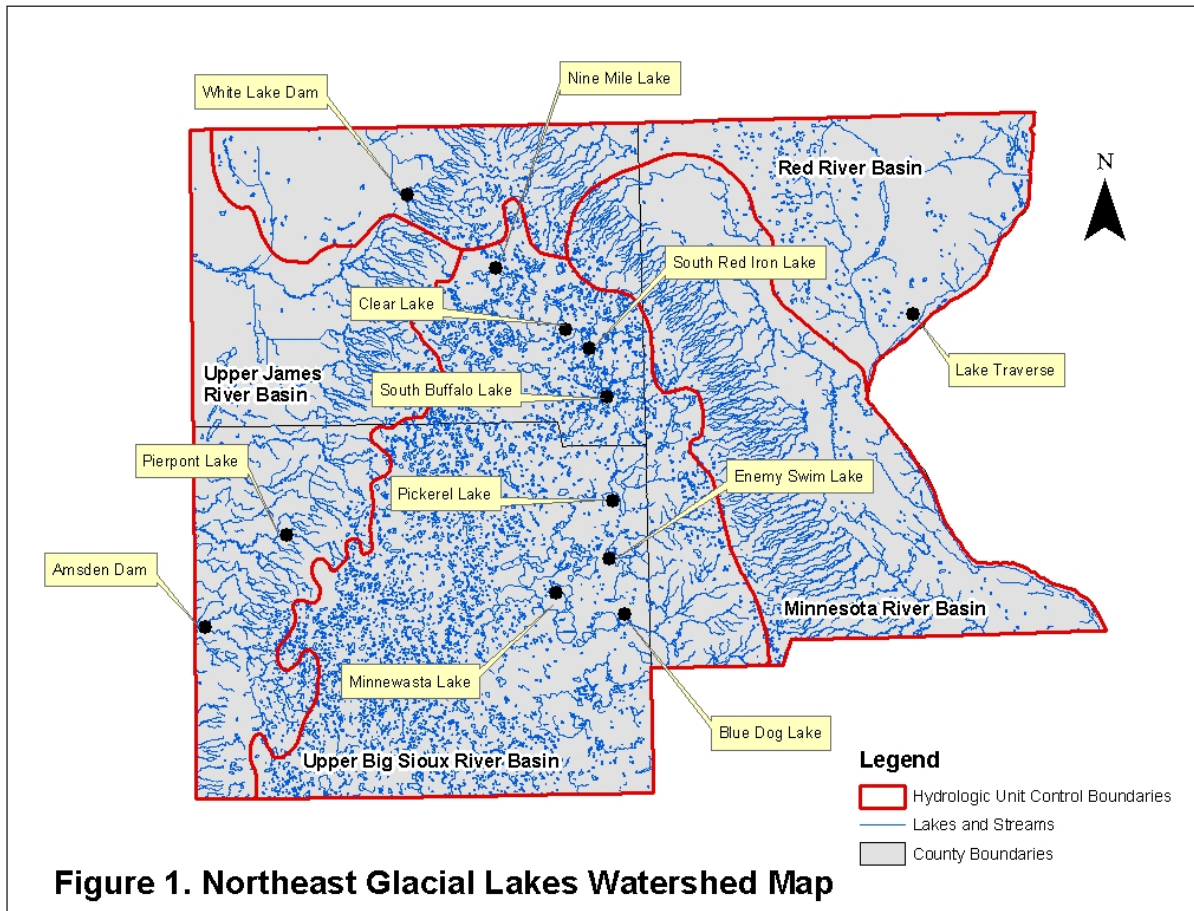 Nine Mile Lake
White Lake Dam
Red River Basin
N
South Red Iron Lake
Clear Lake
Upper James
River Basin
South Buffalo Lake
Lake Traverse
Pierpont Lake
Pickerel Lake
Enemy Swim Lake
Amsden Dam
Minnesota River Basin
Minnewasta Lake
Blue Dog Lake
Upper Big Sioux River Basin
Legend
Hydrologic Unit Control Boundaries
Lakes and Streams
County Boundaries
Figure 1. Northeast Glacial Lakes Watershed Map